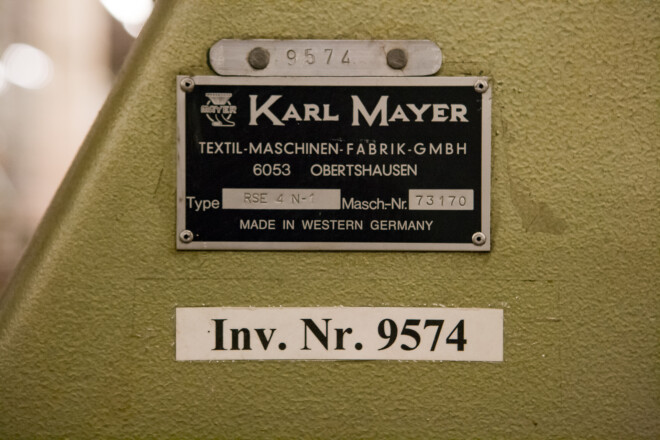 9574
MAYER
KARL MAYER
TEXTIL-MASCHINEN-FABRIK-GMBH
6053 OBERTSHAUSEN
Type RSE 4 N-1 Masch.-Nr. 73170
MADE IN WESTERN GERMANY
Inv. Nr. 9574